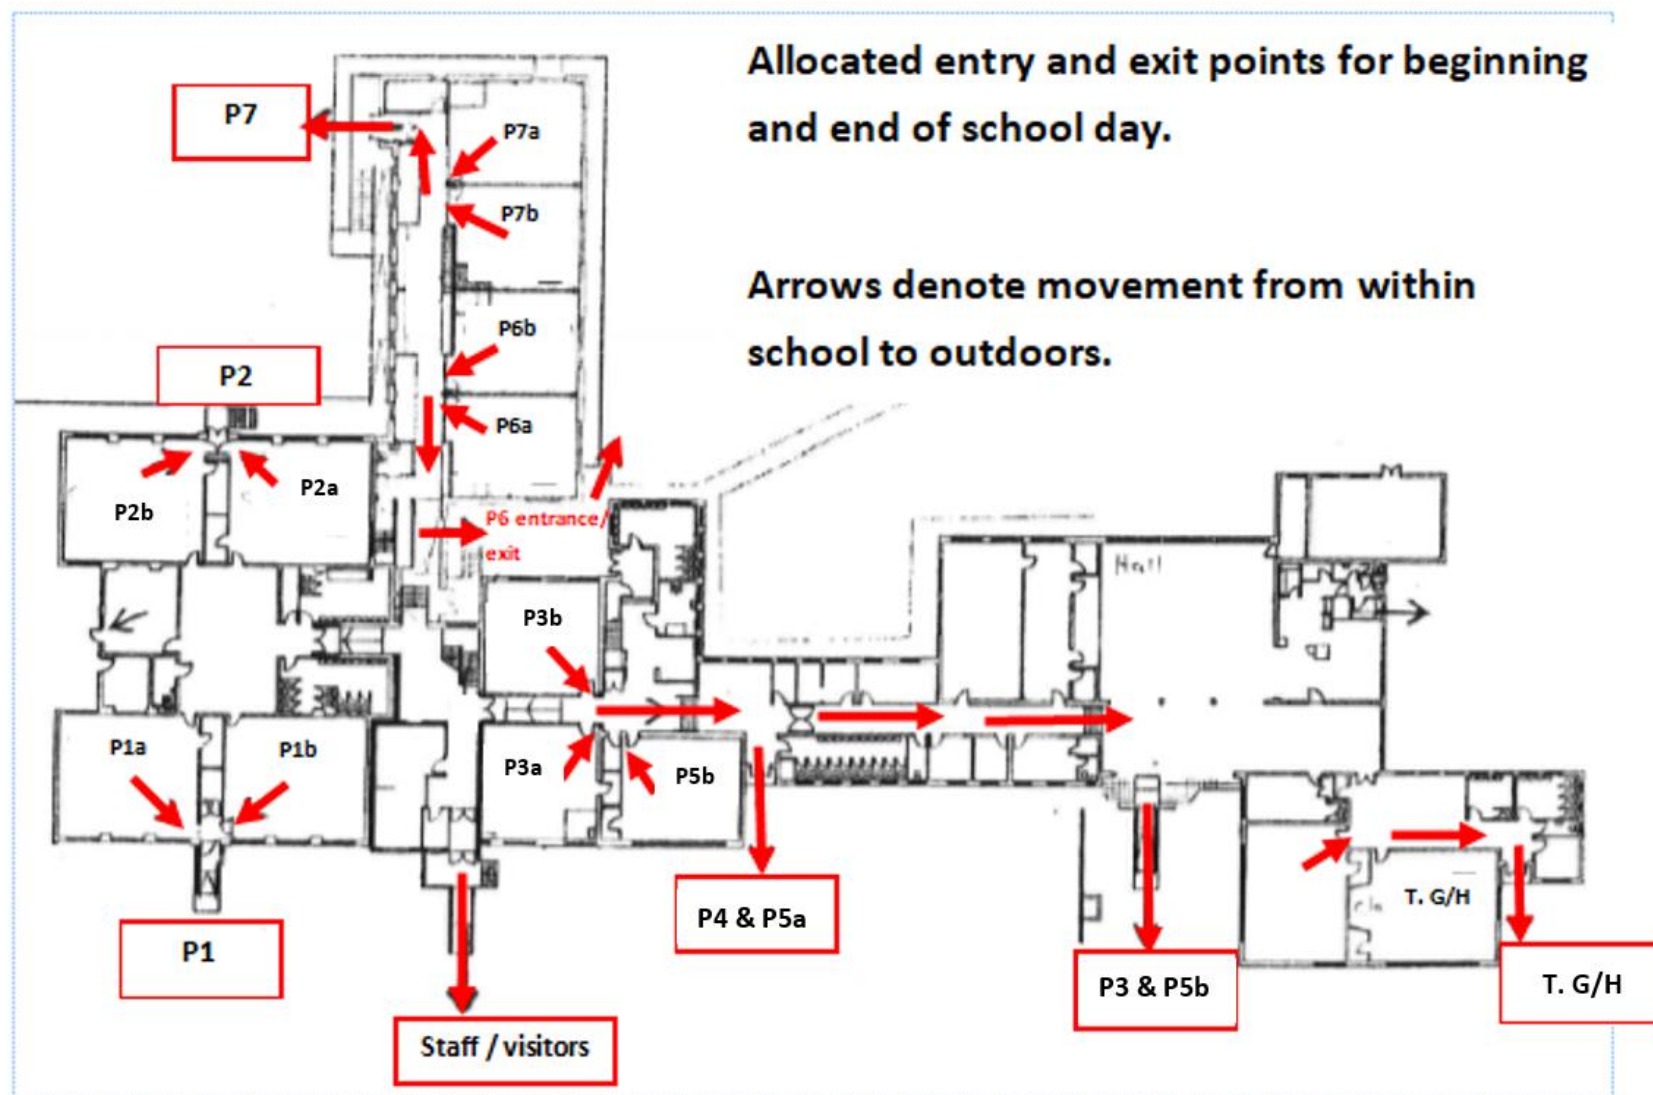 Allocated entry and exit points for beginning
and end of school day.
Arrows denote movement from within
school to outdoors.
P7
P7a
P7b
P6b
P6a
P2
P2b
P2a
P6 entrance/
exit
Hall
P3b
P1a
P1b
P3a
P5b
P4 & P5a
P1
Staff / visitors
P3 & P5b
T. G/H
T. G/H